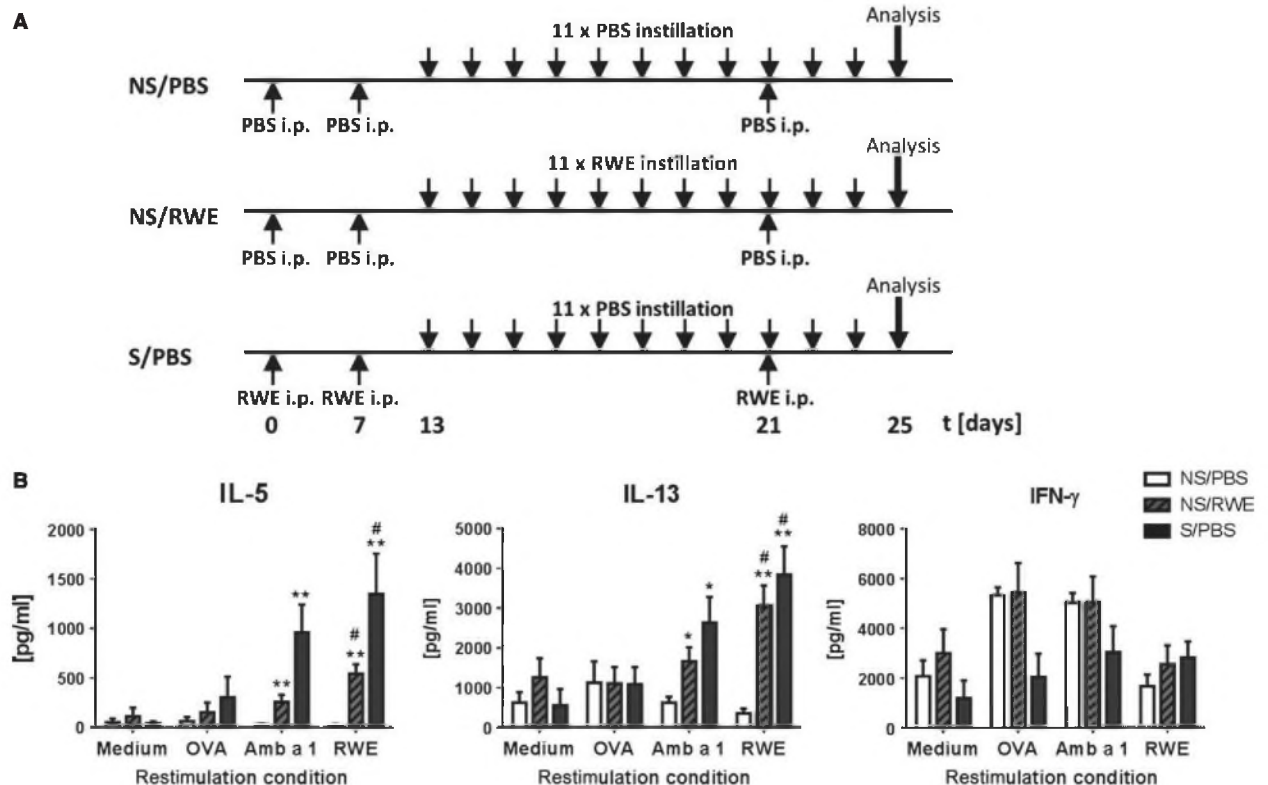 A
Analysis
11 x PBS instillation
NS/PBS
PBS i.p. PBS i.p. PBS i.p.
Analysis
11 x RWE instillation
NS/RWE
PBS i.p. PBS i.p. PBS i.p.
Analysis
11 x PBS instillation
S/PBS
RWE i.p. RWE i.p. RWE i.p.
0 7 13 21 25 t [days]
B
IL-5
[pg/ml]
2000
1500
1000
500
0
** ** # ** # **
Medium OVA Amb a 1 RWE
Restimulation condition
IL-13
[pg/ml]
5000
4000
3000
2000
1000
0
* * # ** # **
Medium OVA Amb a 1 RWE
Restimulation condition
IFN-γ
[pg/ml]
8000
6000
4000
2000
0
Medium OVA Amb a 1 RWE
Restimulation condition
NS/PBS
NS/RWE
S/PBS